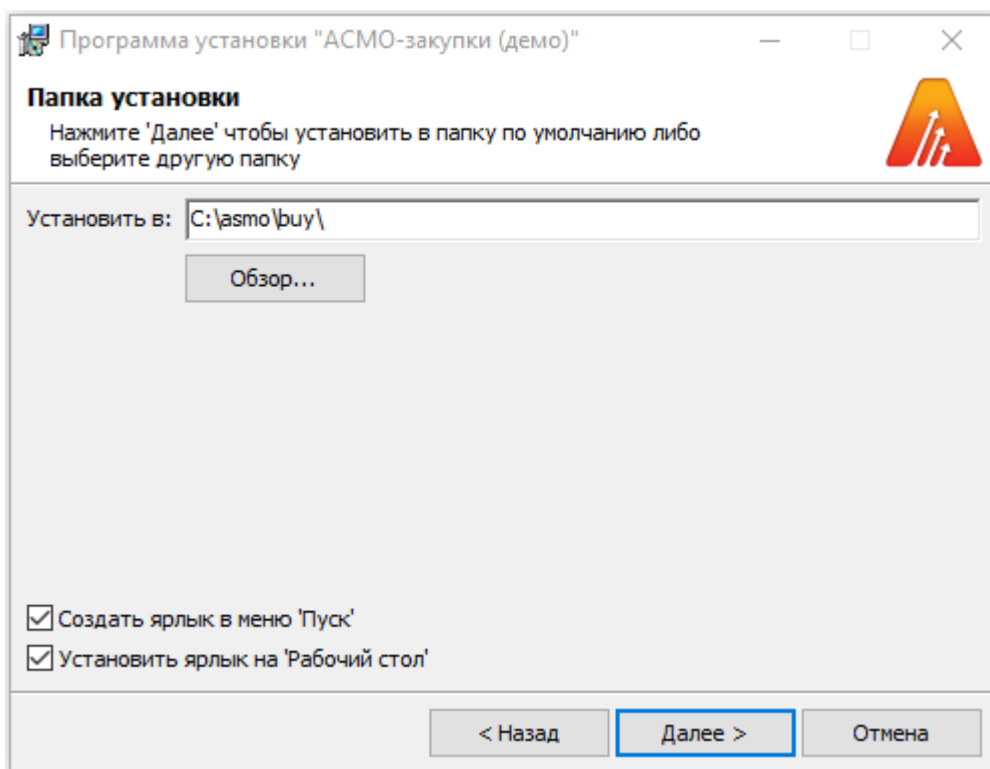 Программа установки "АСМО-закупки (демо)"
Папка установки
Нажмите 'Далее' чтобы установить в папку по умолчанию либо
выберите другую папку
Установить в: C:\asmo\buy\
Обзор...
Создать ярлык в меню 'Пуск'
Установить ярлык на 'Рабочий стол'
< Назад Далее > Отмена